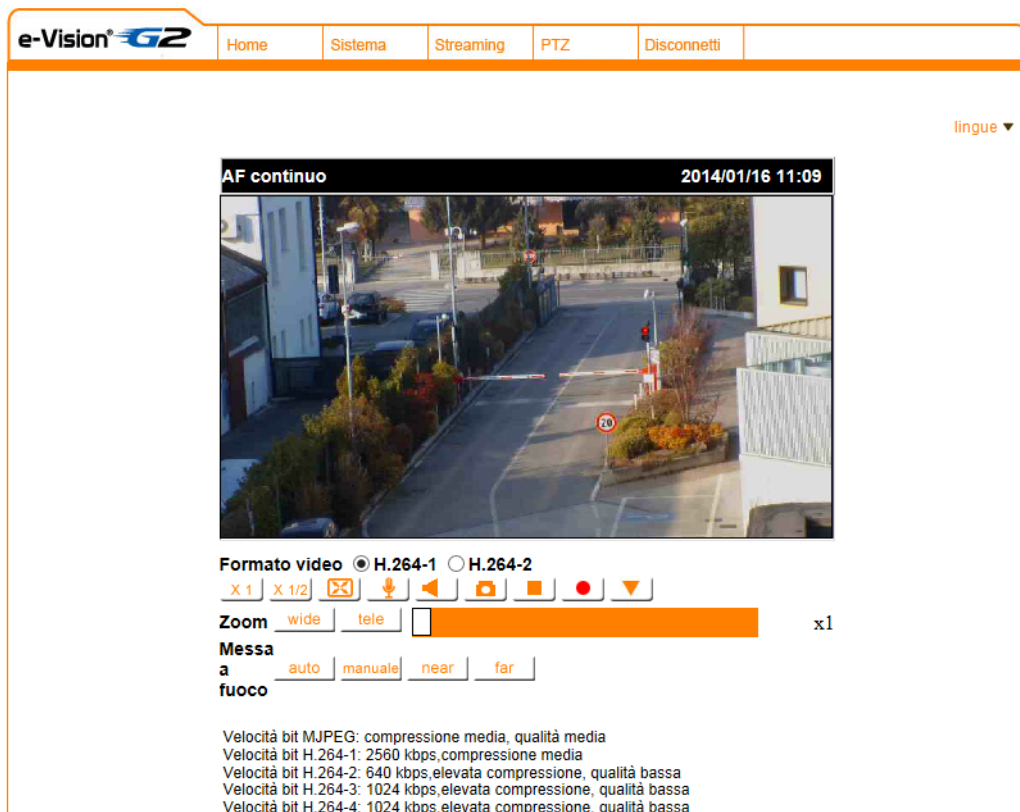 e-Vision® G2
Home Sistema Streaming PTZ Disconnetti
lingue ▼
AF continuo 2014/01/16 11:09
20
Formato video H.264-1 H.264-2
X 1 X 1/2
Zoom wide tele x1
Messa
a auto manuale near far
fuoco
Velocità bit MJPEG: compressione media, qualità media
Velocità bit H.264-1: 2560 kbps,compressione media
Velocità bit H.264-2: 640 kbps,elevata compressione, qualità bassa
Velocità bit H.264-3: 1024 kbps,elevata compressione, qualità bassa
Velocità bit H.264-4: 1024 kbps,elevata compressione, qualità bassa